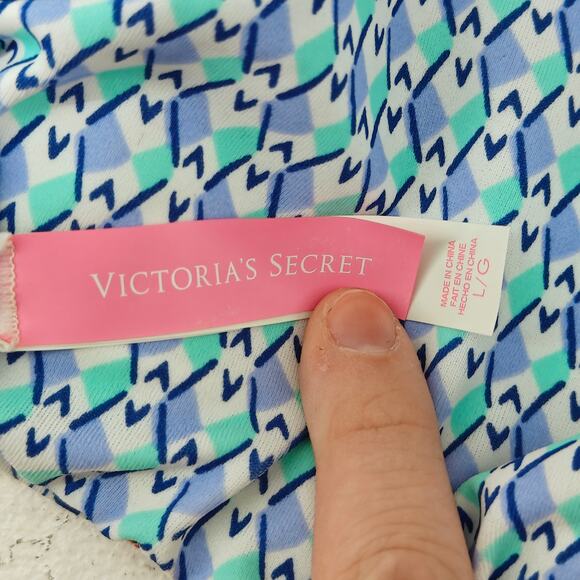 VICTORIA'S SECRET
MADE IN CHINA
FAIT EN CHINE
HECHO EN CHINA
L/G